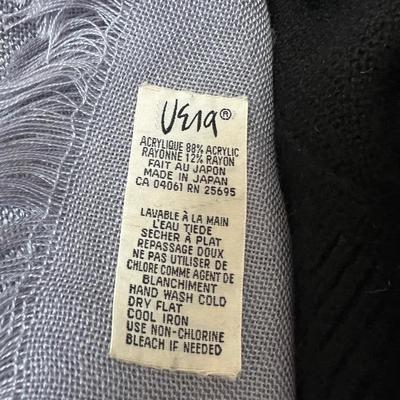 Vera®
ACRYLIQUE 88% ACRYLIC
RAYONNE 12% RAYON
FAIT AU JAPON
MADE IN JAPAN
CA 04061 RN 25695
LAVABLE À LA MAIN
L'EAU TIEDE
SECHER À PLAT
REPASSAGE DOUX
NE PAS UTILISER DE
CHLORE COMME AGENT DE
BLANCHIMENT
HAND WASH COLD
DRY FLAT
COOL IRON
USE NON-CHLORINE
BLEACH IF NEEDED